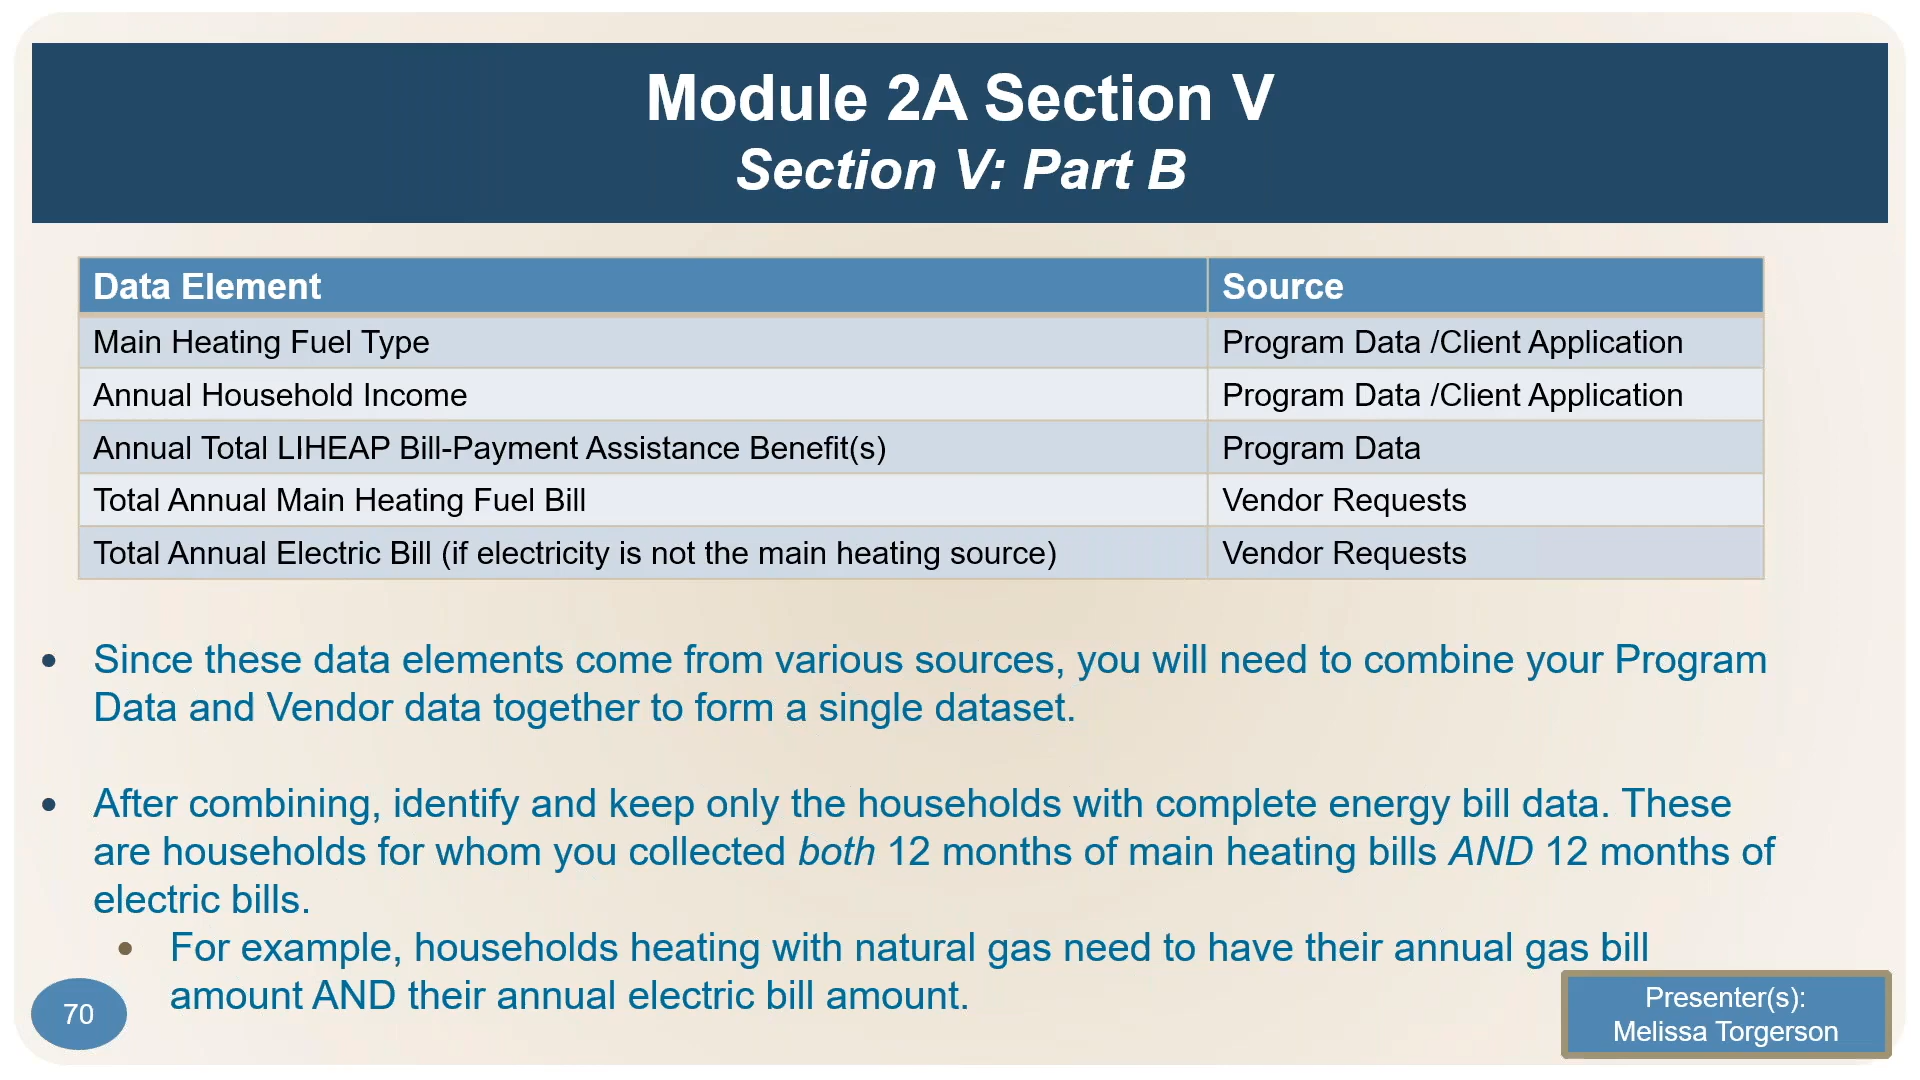 Module 2A Section V
Section V: Part B
Data Element Source
Main Heating Fuel Type Program Data /Client Application
Annual Household Income Program Data /Client Application
Annual Total LIHEAP Bill-Payment Assistance Benefit(s) Program Data
Total Annual Main Heating Fuel Bill Vendor Requests
Total Annual Electric Bill (if electricity is not the main heating source) Vendor Requests
• Since these data elements come from various sources, you will need to combine your Program
Data and Vendor data together to form a single dataset.
• After combining, identify and keep only the households with complete energy bill data. These
are households for whom you collected both 12 months of main heating bills AND 12 months of
electric bills.
• For example, households heating with natural gas need to have their annual gas bill
amount AND their annual electric bill amount.
70
Presenter(s):
Melissa Torgerson